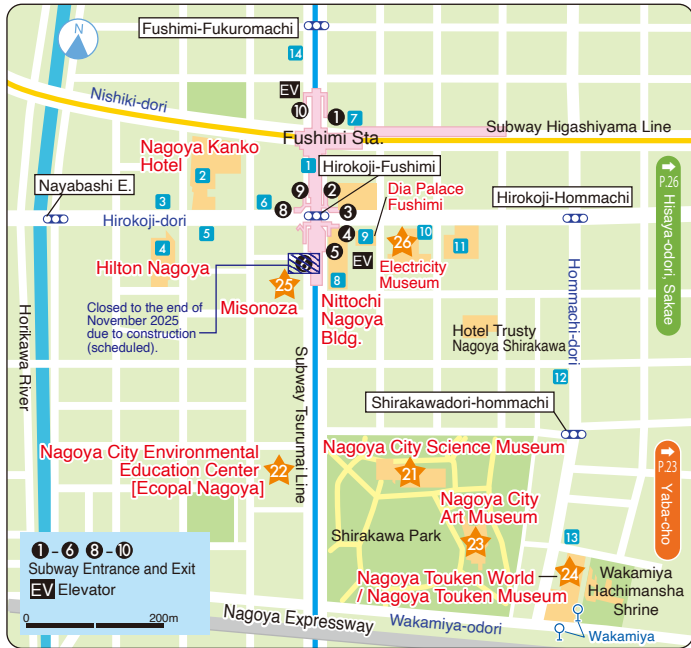 Fushimi-Fukuromachi
N
14
EV
10
1
7
Nishiki-dori
Fushimi Sta.
Subway Higashiyama Line
Nagoya Kanko
Hotel
1
Hirokoji-Fushimi
2
9
2
Dia Palace
Fushimi
Nayabashi E.
3
6
8
3
Hirokoji-Hommachi
Hirokoji-dori
5
4
9
26
10
11
4
5
EV
Electricity
Museum
Hilton Nagoya
6
25
8
Misonoza
Nittochi
Nagoya
Bldg.
Closed to the end of
November 2025
due to construction
(scheduled).
P.26
Hisaya-odori, Sakae
Hommachi-dori
Horikawa River
Hotel Trusty
Nagoya Shirakawa
Subway Tsurumai Line
12
Shirakawadori-hommachi
Nagoya City Environmental
Education Center
[Ecopal Nagoya]
22
Nagoya City Science Museum
21
P.23
Yaba-cho
Nagoya City
Art Museum
Shirakawa Park
23
13
Nagoya Touken World
/ Nagoya Touken Museum
24
Wakamiya
Hachimansha
Shrine
1 - 6 8 - 10
Subway Entrance and Exit
EV Elevator
0 200m
Nagoya Expressway
Wakamiya-odori
Wakamiya